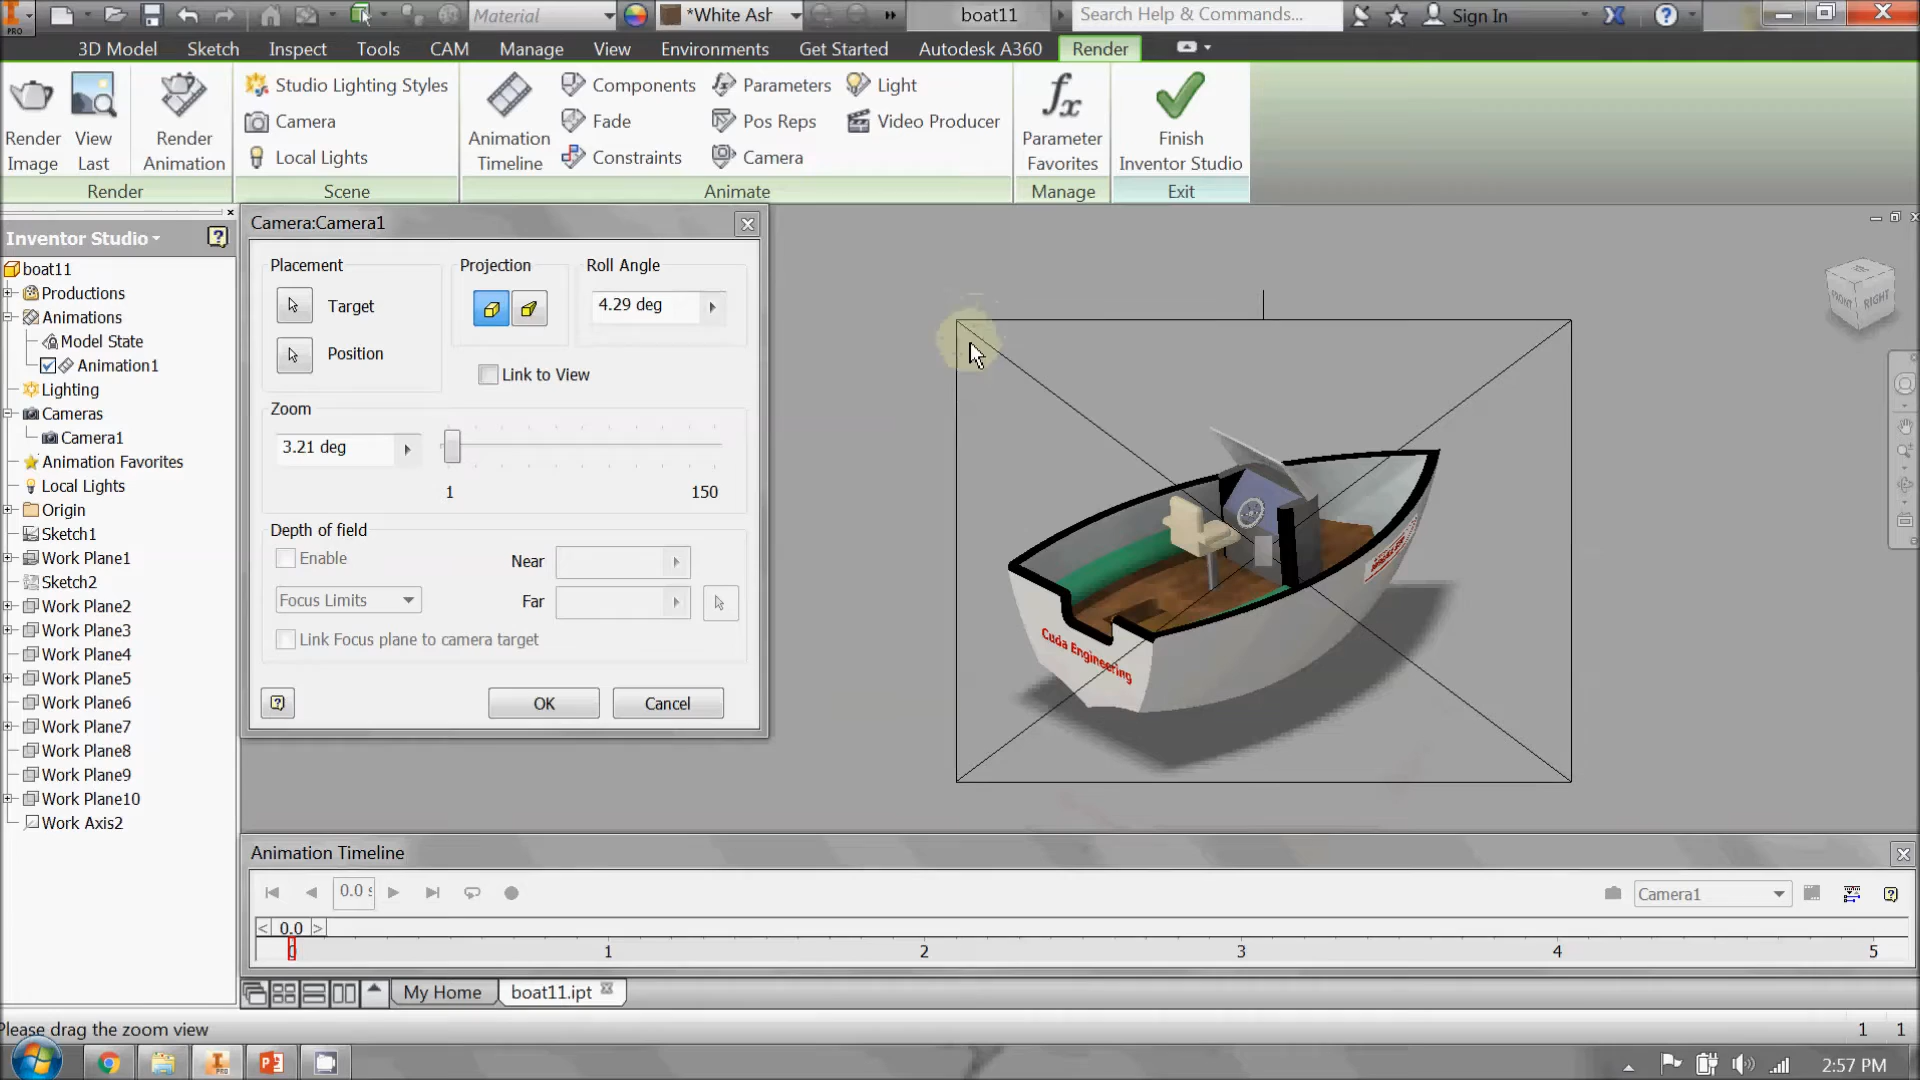 PRO
Material
*White Ash
boat11
Search Help & Commands...
Sign In
3D Model
Sketch
Inspect
Tools
CAM
Manage
View
Environments
Get Started
Autodesk A360
Render
Render Image
View Last
Render Animation
Studio Lighting Styles
Camera
Local Lights
Animation Timeline
Components
Fade
Constraints
Parameters
Pos Reps
Camera
Light
Video Producer
fx
Parameter Favorites
Finish Inventor Studio
Render
Scene
Animate
Manage
Exit
Inventor Studio
boat11
Productions
Animations
Model State
Animation1
Lighting
Cameras
Camera1
Animation Favorites
Local Lights
Origin
Sketch1
Work Plane1
Sketch2
Work Plane2
Work Plane3
Work Plane4
Work Plane5
Work Plane6
Work Plane7
Work Plane8
Work Plane9
Work Plane10
Work Axis2
Camera:Camera1
Placement
Target
Position
Projection
Roll Angle
4.29 deg
Link to View
Zoom
3.21 deg
1
150
Depth of field
Enable
Near
Focus Limits
Far
Link Focus plane to camera target
OK
Cancel
FRONT
RIGHT
Cuda Engineering
Animation Timeline
0.0 s
Camera1
< 0.0 >
0
1
2
3
4
5
My Home
boat11.ipt
Please drag the zoom view
1
1
2:57 PM